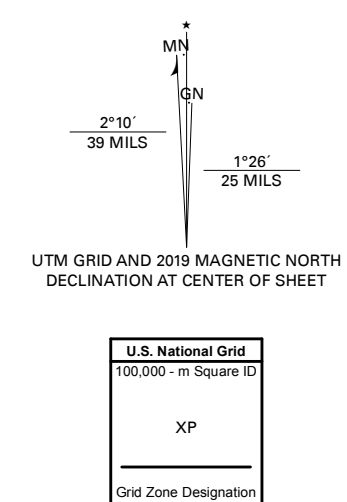 ★
MN
GN
2°10´
39 MILS
1°26´
25 MILS
UTM GRID AND 2019 MAGNETIC NORTH
DECLINATION AT CENTER OF SHEET
U.S. National Grid
100,000 - m Square ID
XP
Grid Zone Designation